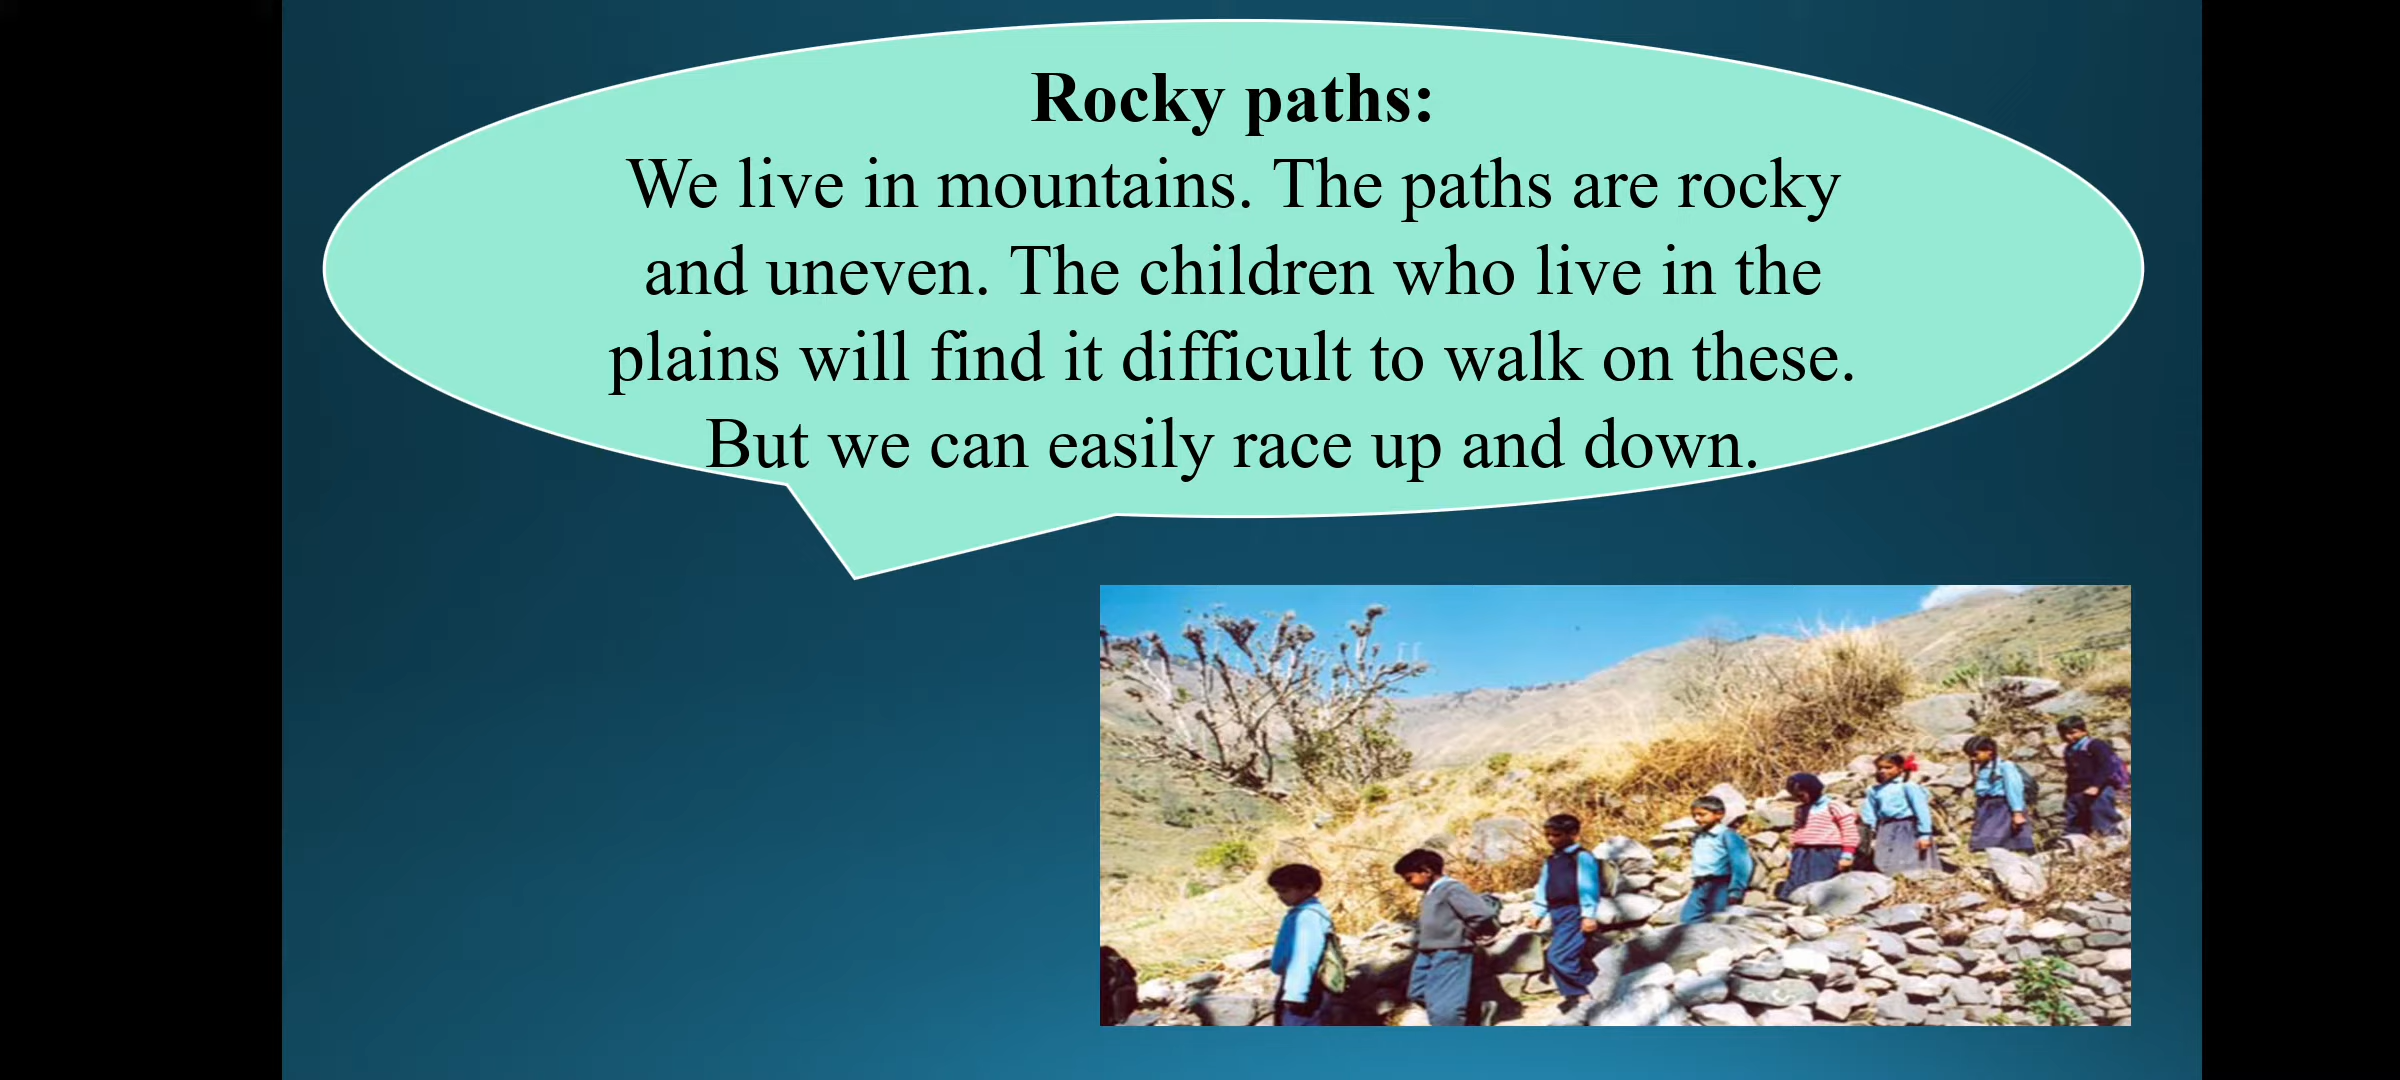 Rocky paths:
We live in mountains. The paths are rocky
and uneven. The children who live in the
plains will find it difficult to walk on these.
But we can easily race up and down.